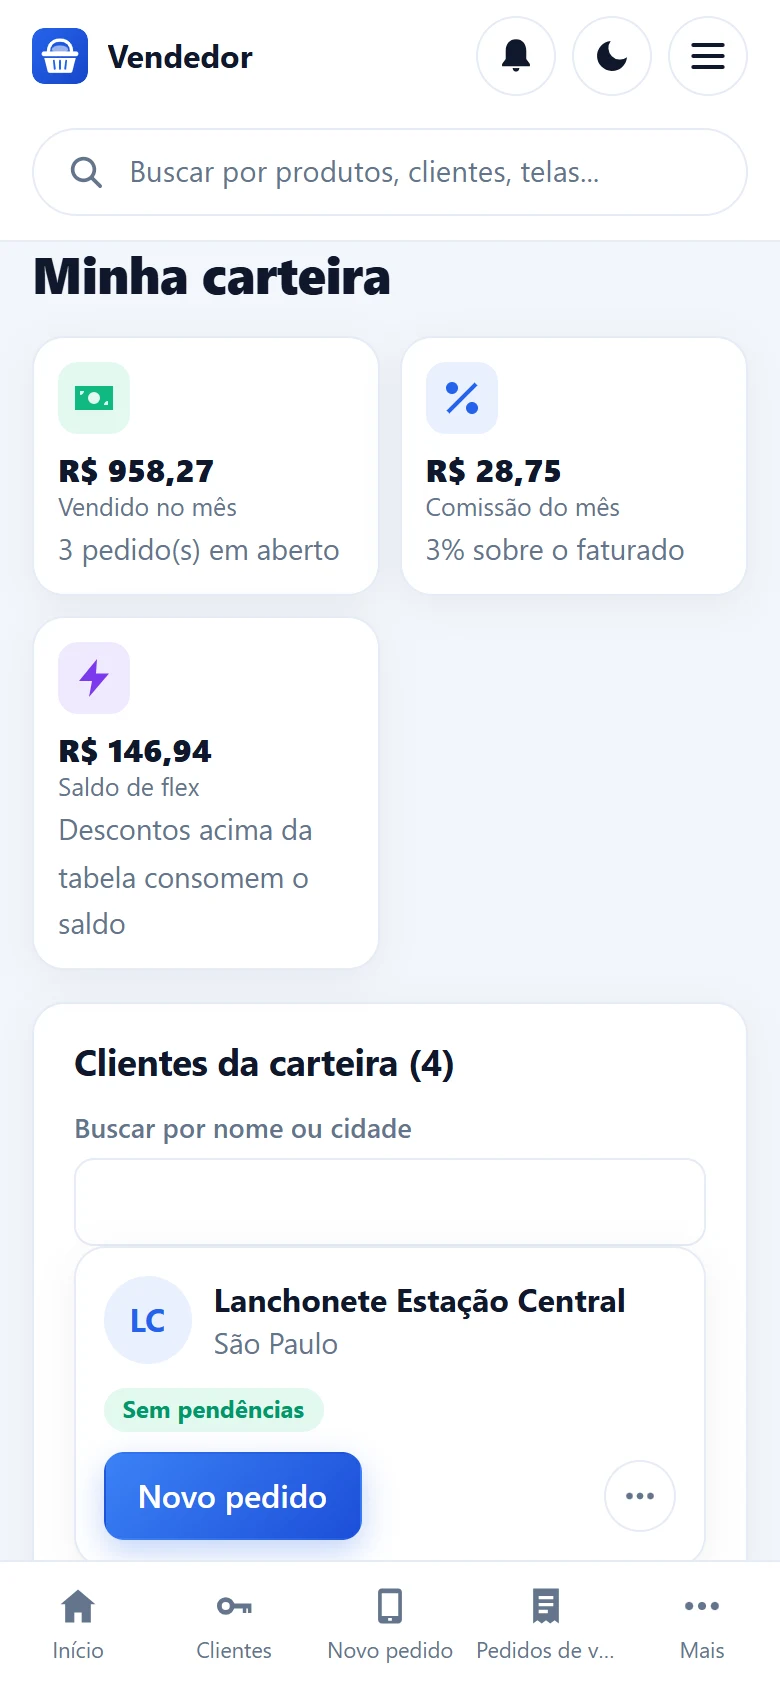 Vendedor
Buscar por produtos, clientes, telas...
Minha carteira
R$ 958,27
Vendido no mês
3 pedido(s) em aberto
R$ 28,75
Comissão do mês
3% sobre o faturado
R$ 146,94
Saldo de flex
Descontos acima da
tabela consomem o
saldo
Clientes da carteira (4)
Buscar por nome ou cidade
LC
Lanchonete Estação Central
São Paulo
Sem pendências
Novo pedido
Início
Clientes
Novo pedido
Pedidos de v...
Mais